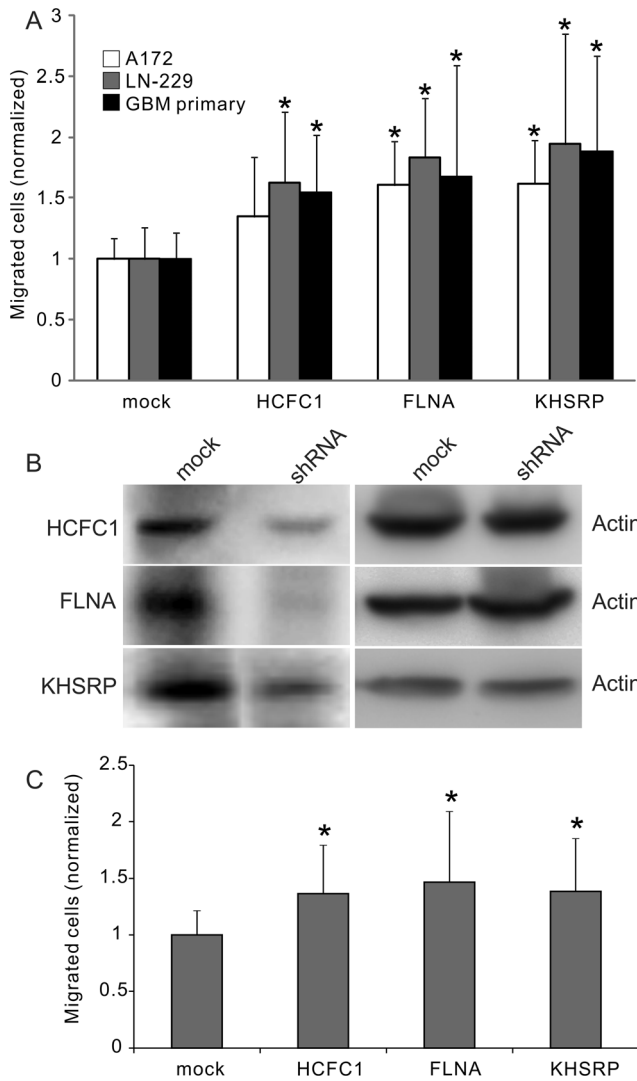 A
Migrated cells (normalized)
3
2.5
2
1.5
1
0.5
0
A172
LN-229
GBM primary
* * * * * * * *
mock HCFC1 FLNA KHSRP
B
mock shRNA mock shRNA
HCFC1 Actin
FLNA Actin
KHSRP Actin
C
Migrated cells (normalized)
2.5
2
1.5
1
0.5
0
* * *
mock HCFC1 FLNA KHSRP